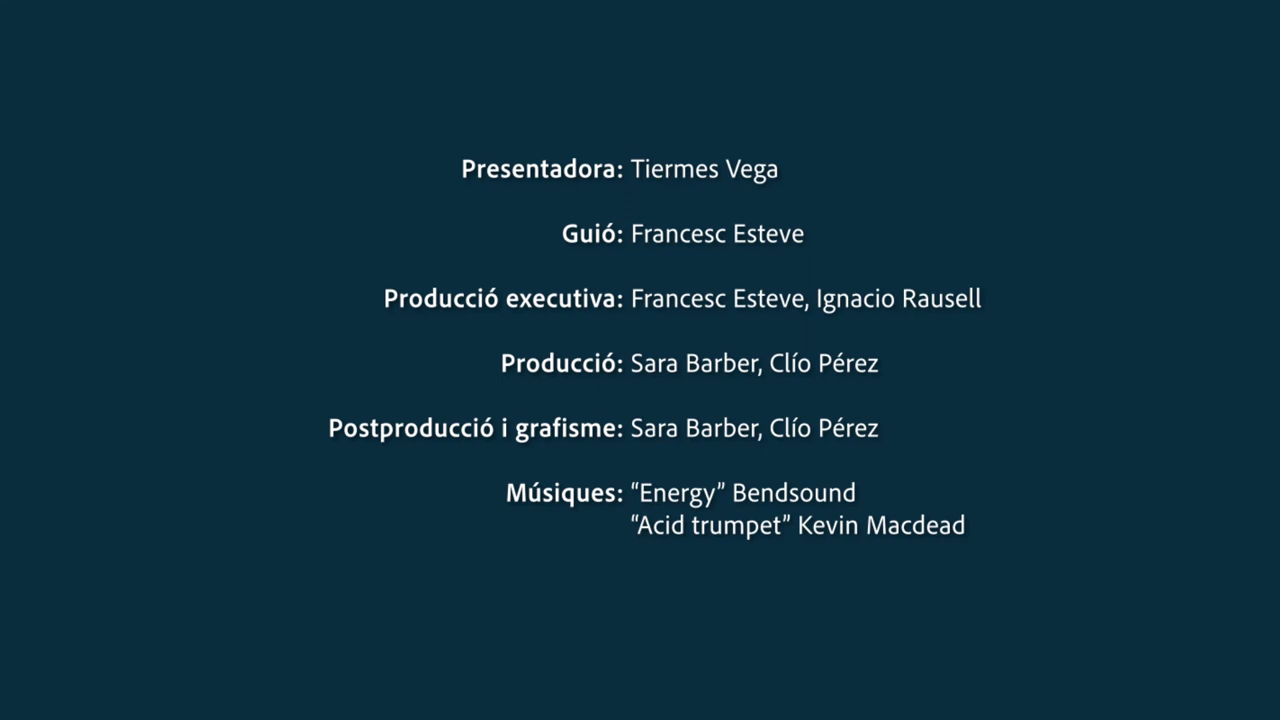 Presentadora: Tiermes Vega
Guió: Francesc Esteve
Producció executiva: Francesc Esteve, Ignacio Rausell
Producció: Sara Barber, Clío Pérez
Postproducció i grafisme: Sara Barber, Clío Pérez
Músiques: “Energy” Bendsound
“Acid trumpet” Kevin Macdead